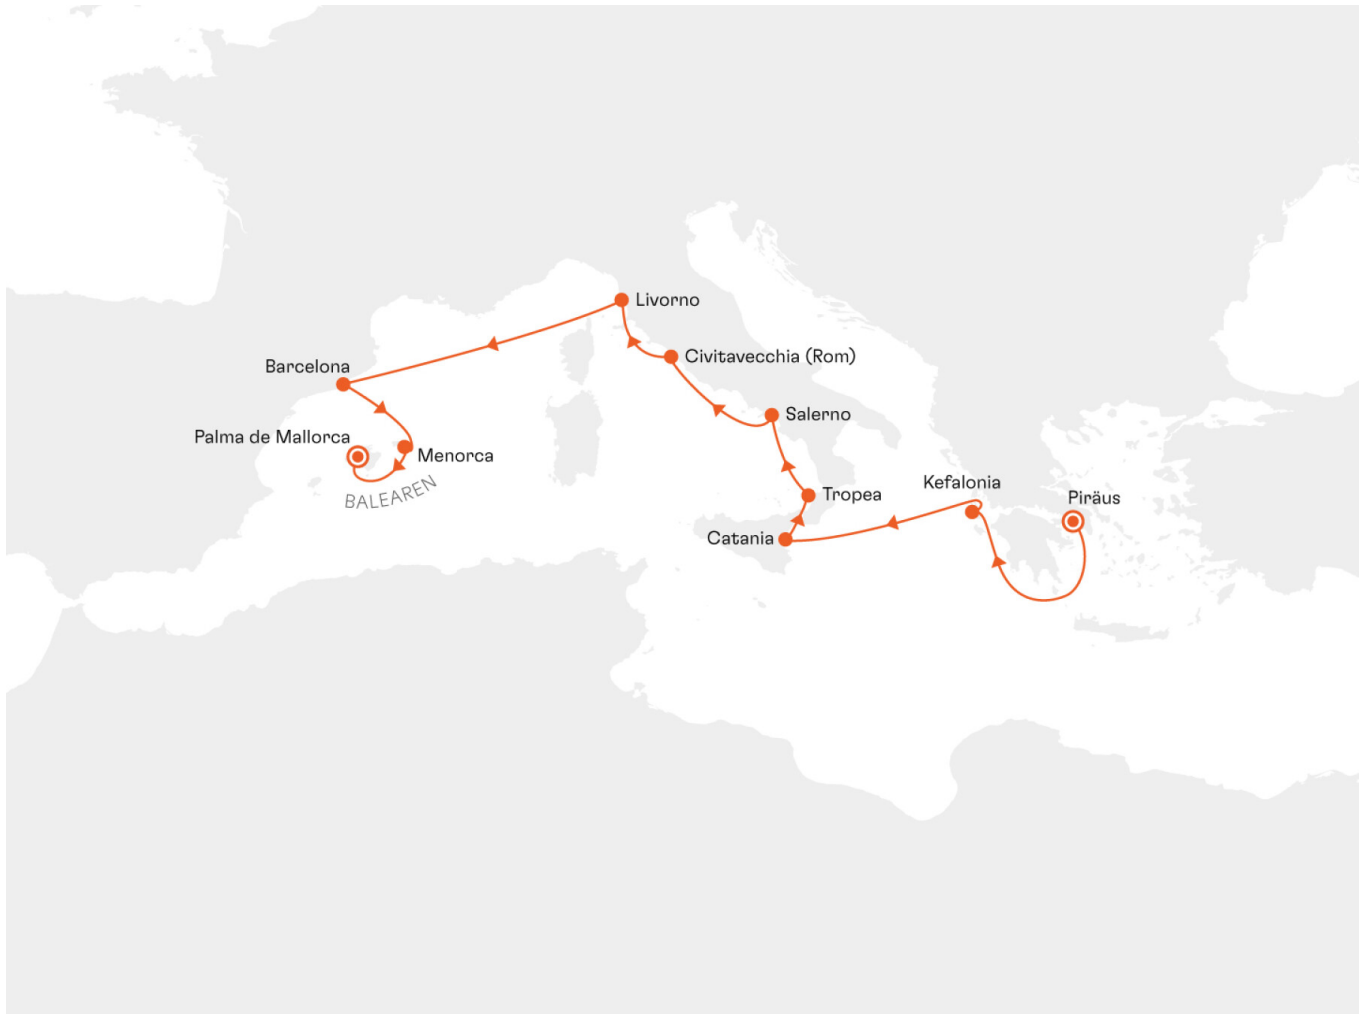 Livorno
Civitavecchia (Rom)
Barcelona
Salerno
Palma de Mallorca
Menorca
BALEAREN
Kefalonia
Tropea
Piräus
Catania